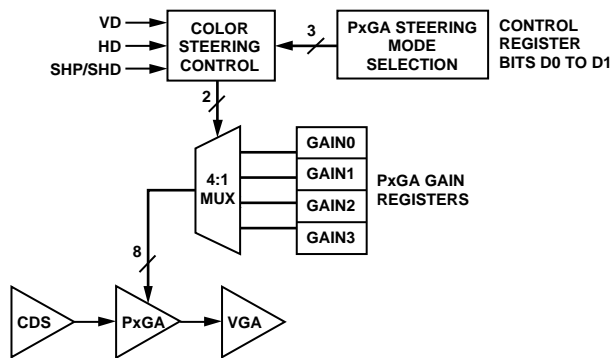 VD
HD
SHP/SHD
COLOR
STEERING
CONTROL
3
PxGA STEERING
MODE
SELECTION
CONTROL
REGISTER
BITS D0 TO D1
2
4:1
MUX
GAIN0
GAIN1
GAIN2
GAIN3
PxGA GAIN
REGISTERS
8
CDS
PxGA
VGA